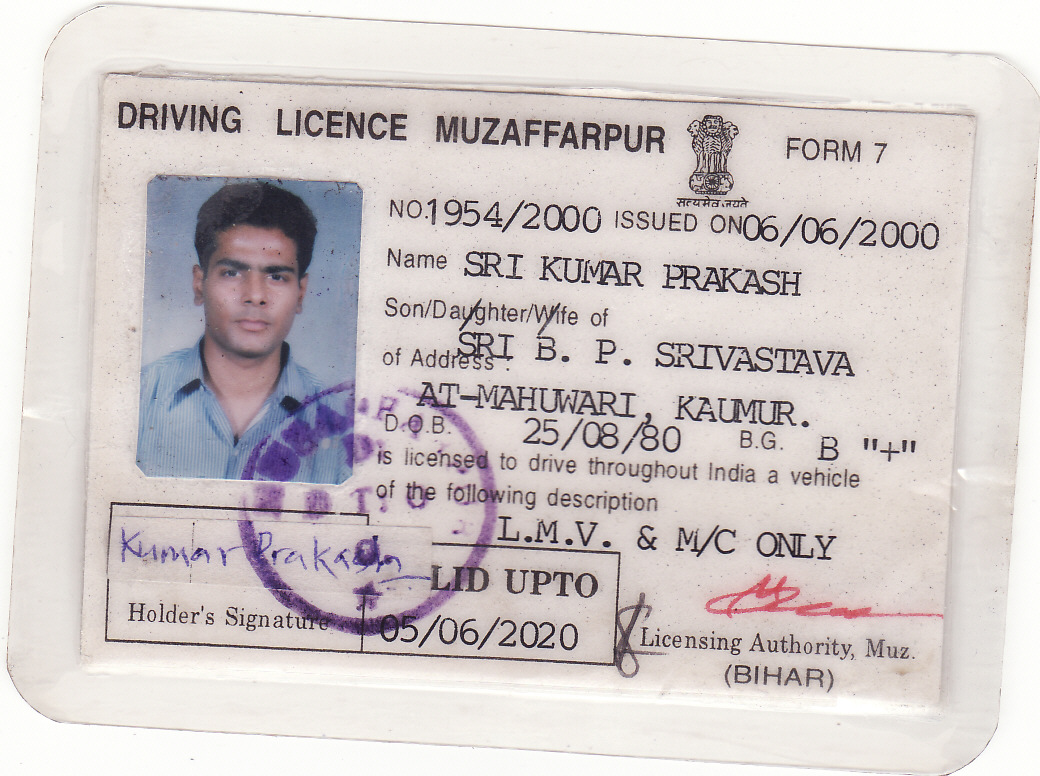 DRIVING LICENCE MUZAFFARPUR
FORM 7
सत्यमेव जयते
NO.1954/2000 ISSUED ON 06/06/2000
Name SRI KUMAR PRAKASH
Son/Daughter/Wife of
SRI B. P. SRIVASTAVA
of Address :
AT-MAHUWARI, KAUMUR.
D.O.B. 25/08/80 B.G. B "+"
is licensed to drive throughout India a vehicle
of the following description
L.M.V. & M/C ONLY
Kumar Prakash
LID UPTO
Holder's Signature
05/06/2020
Licensing Authority, Muz.
(BIHAR)